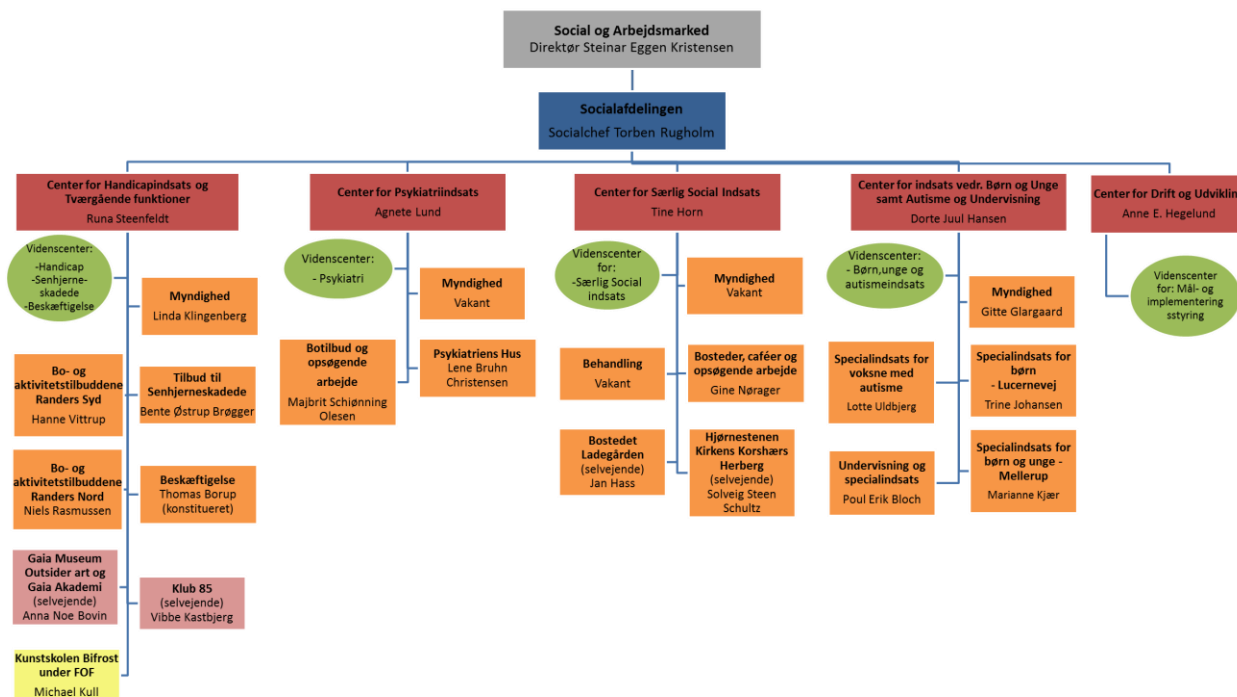 Social og Arbejdsmarked
Direktør Steinar Eggen Kristensen
Socialafdelingen
Socialchef Torben Rugholm
Center for Handicapindsats og
Tværgående funktioner
Runa Steenfeldt
Center for Psykiatriindsats
Agnete Lund
Center for Særlig Social Indsats
Tine Horn
Center for indsats vedr. Børn og Unge
samt Autisme og Undervisning
Dorte Juul Hansen
Center for Drift og Udviklin
Anne E. Hegelund
Videnscenter:
-Handicap
-Senhjerne-
skadede
-Beskæftigelse
Myndighed
Linda Klingenberg
Bo- og
aktivitetstilbuddene
Randers Syd
Hanne Vittrup
Tilbud til
Senhjerneskadede
Bente Østrup Brøgger
Bo- og
aktivitetstilbuddene
Randers Nord
Niels Rasmussen
Beskæftigelse
Thomas Borup
(konstitueret)
Gaia Museum
Outsider art og
Gaia Akademi
(selvejende)
Anna Noe Bovin
Klub 85
(selvejende)
Vibbe Kastbjerg
Kunstskolen Bifrost
under FOF
Michael Kull
Videnscenter:
- Psykiatri
Myndighed
Vakant
Botilbud og
opsøgende
arbejde
Majbrit Schiønning
Olesen
Psykiatriens Hus
Lene Bruhn
Christensen
Videnscenter
for:
-Særlig Social
indsats
Myndighed
Vakant
Behandling
Vakant
Bosteder, caféer og
opsøgende arbejde
Gine Nørager
Bostedet
Ladegården
(selvejende)
Jan Hass
Hjørnestenen
Kirkens Korshærs
Herberg
(selvejende)
Solveig Steen
Schultz
Videnscenter:
- Børn,unge og
autismeindsats
Myndighed
Gitte Glargaard
Specialindsats for
voksne med
autisme
Lotte Uldbjerg
Specialindsats for
børn
- Lucernevej
Trine Johansen
Undervisning og
specialindsats
Poul Erik Bloch
Specialindsats for
børn og unge -
Mellerup
Marianne Kjær
Videnscenter
for: Mål- og
implementering
sstyring